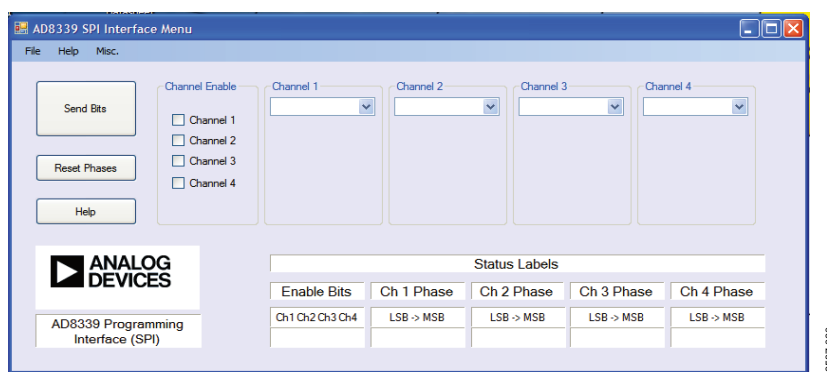 AD8339 SPI Interface Menu
File Help Misc.
Send Bits
Reset Phases
Help
Channel Enable
Channel 1
Channel 2
Channel 3
Channel 4
Channel 1
Channel 2
Channel 3
Channel 4
ANALOG
DEVICES
AD8339 Programming
Interface (SPI)
Status Labels
Enable Bits Ch 1 Phase Ch 2 Phase Ch 3 Phase Ch 4 Phase
Ch1 Ch2 Ch3 Ch4 LSB -> MSB LSB -> MSB LSB -> MSB LSB -> MSB